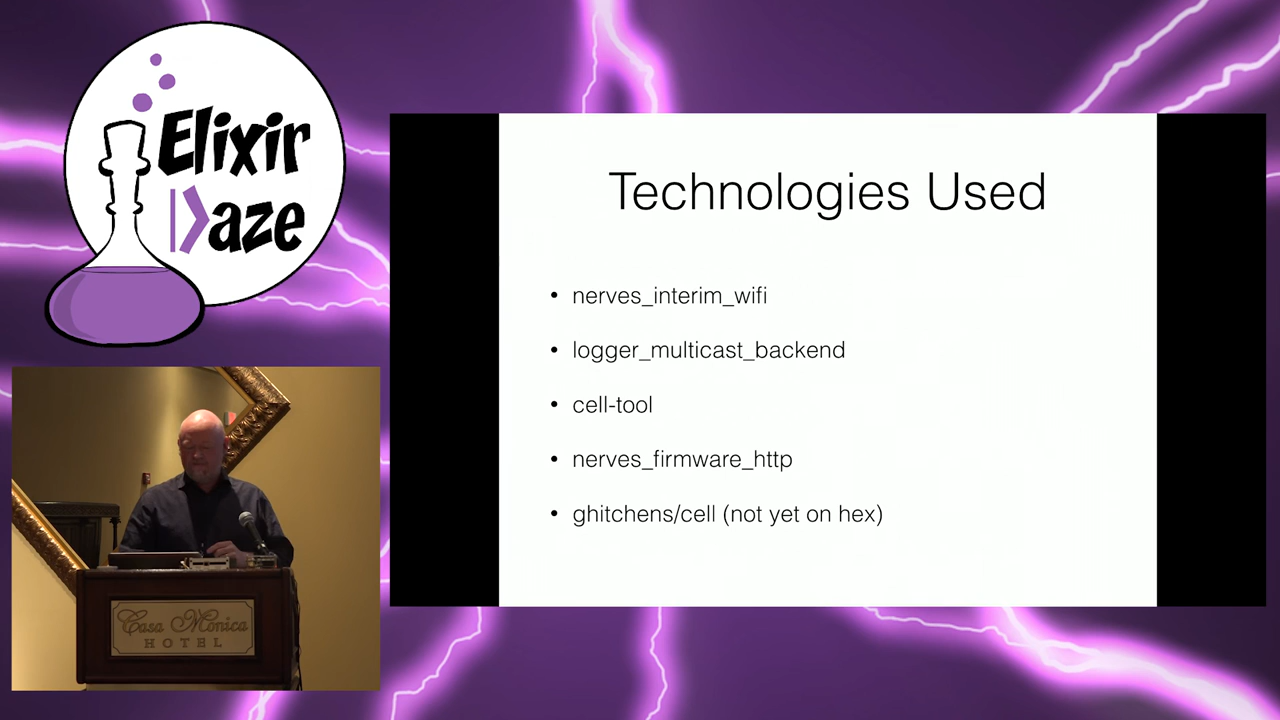 Elixir
|>aze
Technologies Used
• nerves_interim_wifi
• logger_multicast_backend
• cell-tool
• nerves_firmware_http
• ghitchens/cell (not yet on hex)
Casa Monica
HOTEL